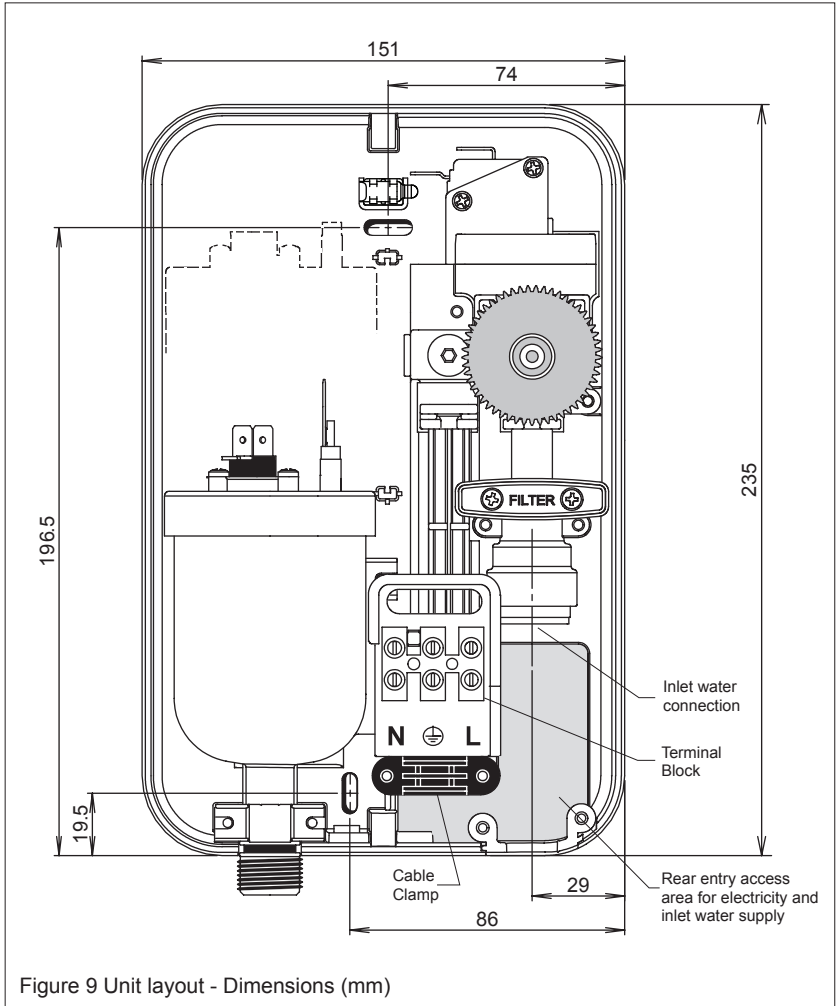 151
74
235
196.5
FILTER
Inlet water
connection
Terminal
Block
N L
19.5
Cable
Clamp
29
Rear entry access
area for electricity and
inlet water supply
86
Figure 9 Unit layout - Dimensions (mm)